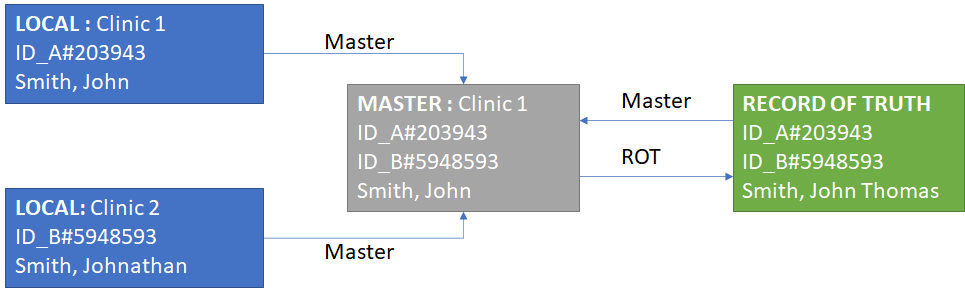 LOCAL : Clinic 1
ID_A#203943
Smith, John
Master
MASTER : Clinic 1
ID_A#203943
ID_B#5948593
Smith, John
Master
ROT
RECORD OF TRUTH
ID_A#203943
ID_B#5948593
Smith, John Thomas
LOCAL: Clinic 2
ID_B#5948593
Smith, Johnathan
Master